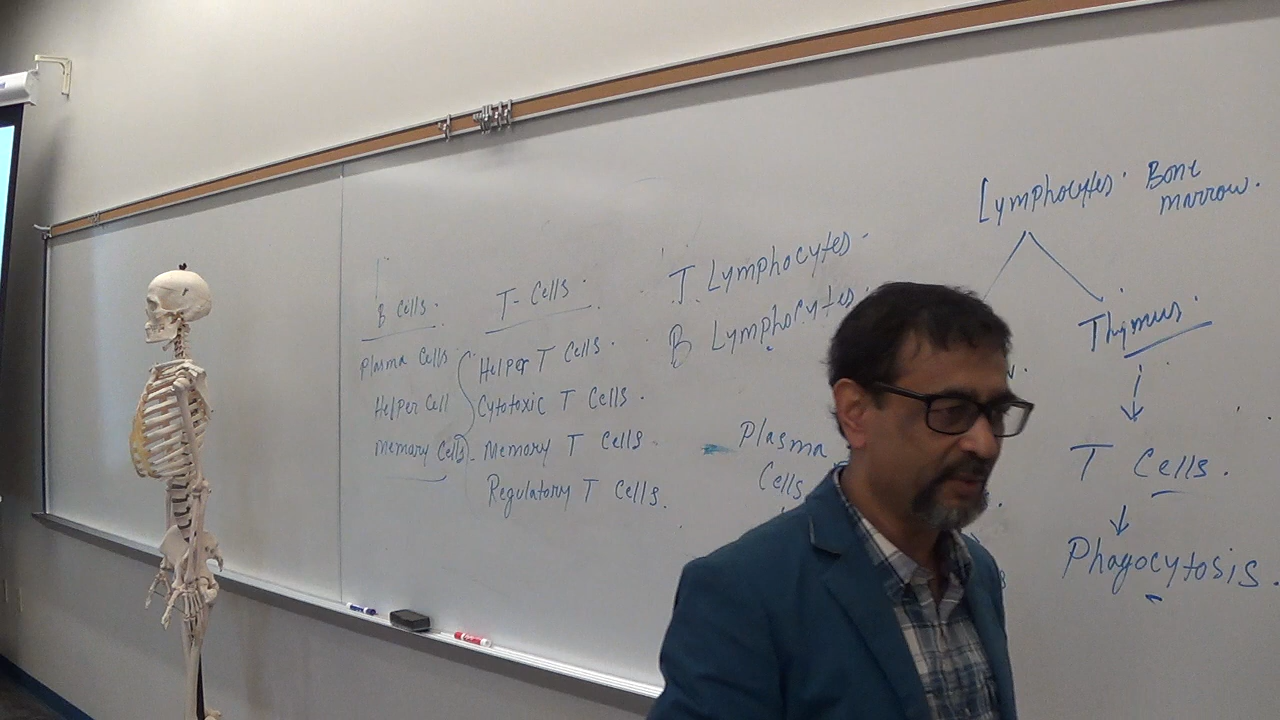 B Cells.
Plasma Cells
Helper Cell
Memory Cells
T- Cells.
Helper T Cells.
Cytotoxic T Cells.
Memory T Cells
Regulatory T Cells.
T Lymphocytes.
B Lymphocytes.
Plasma
Cells
Lymphocytes. Bone
marrow.
Thymus.
T Cells.
Phagocytosis.